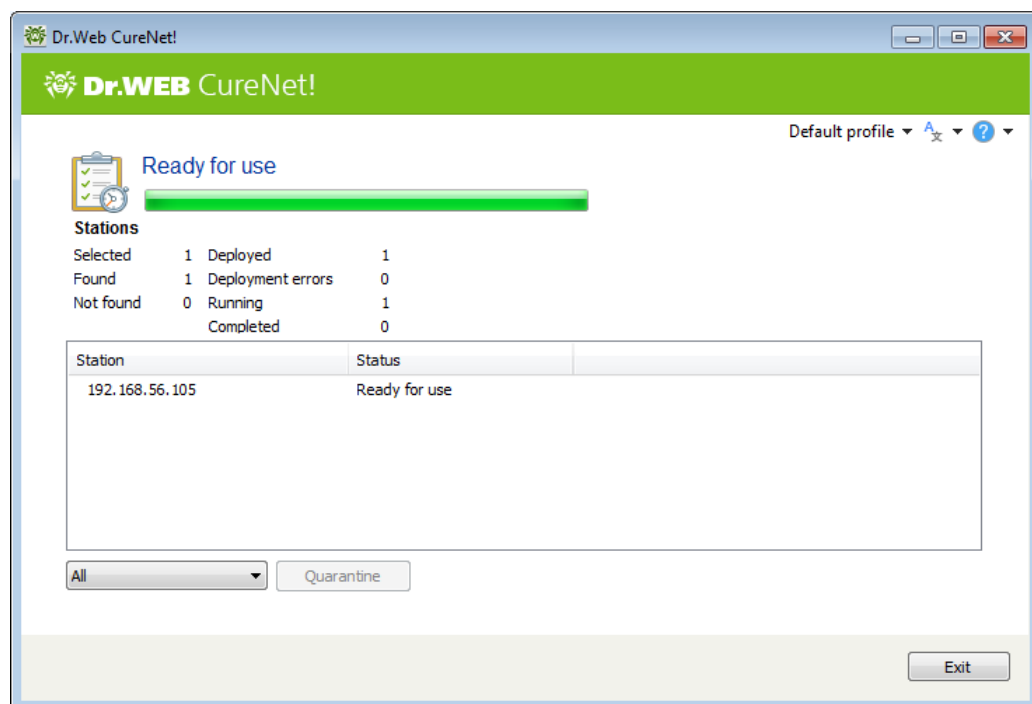 Dr.Web CureNet!
Dr.WEB CureNet!
Default profile
Ready for use
Stations
Selected 1 Deployed 1
Found 1 Deployment errors 0
Not found 0 Running 1
Completed 0
Station Status
192.168.56.105 Ready for use
All Quarantine
Exit